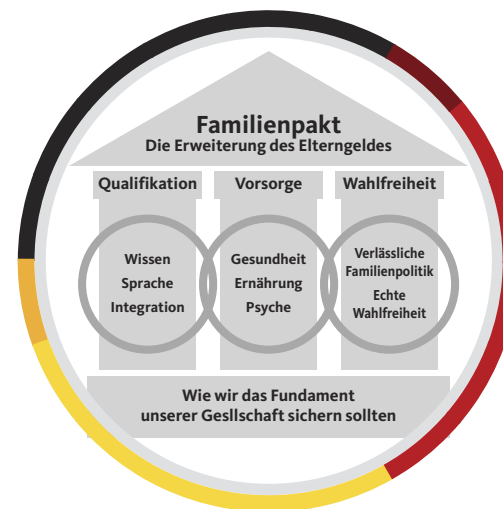 Familienpakt
Die Erweiterung des Elterngeldes
Qualifikation
Vorsorge
Wahlfreiheit
Wissen
Sprache
Integration
Gesundheit
Ernährung
Psyche
Verlässliche
Familienpolitik
Echte
Wahlfreiheit
Wie wir das Fundament
unserer Gesllschaft sichern sollten